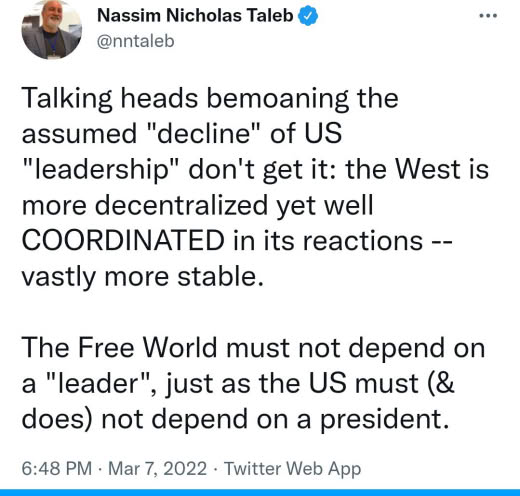 Nassim Nicholas Taleb
@nntaleb
Talking heads bemoaning the
assumed "decline" of US
"leadership" don't get it: the West is
more decentralized yet well
COORDINATED in its reactions --
vastly more stable.
The Free World must not depend on
a "leader", just as the US must (&
does) not depend on a president.
6:48 PM · Mar 7, 2022 · Twitter Web App